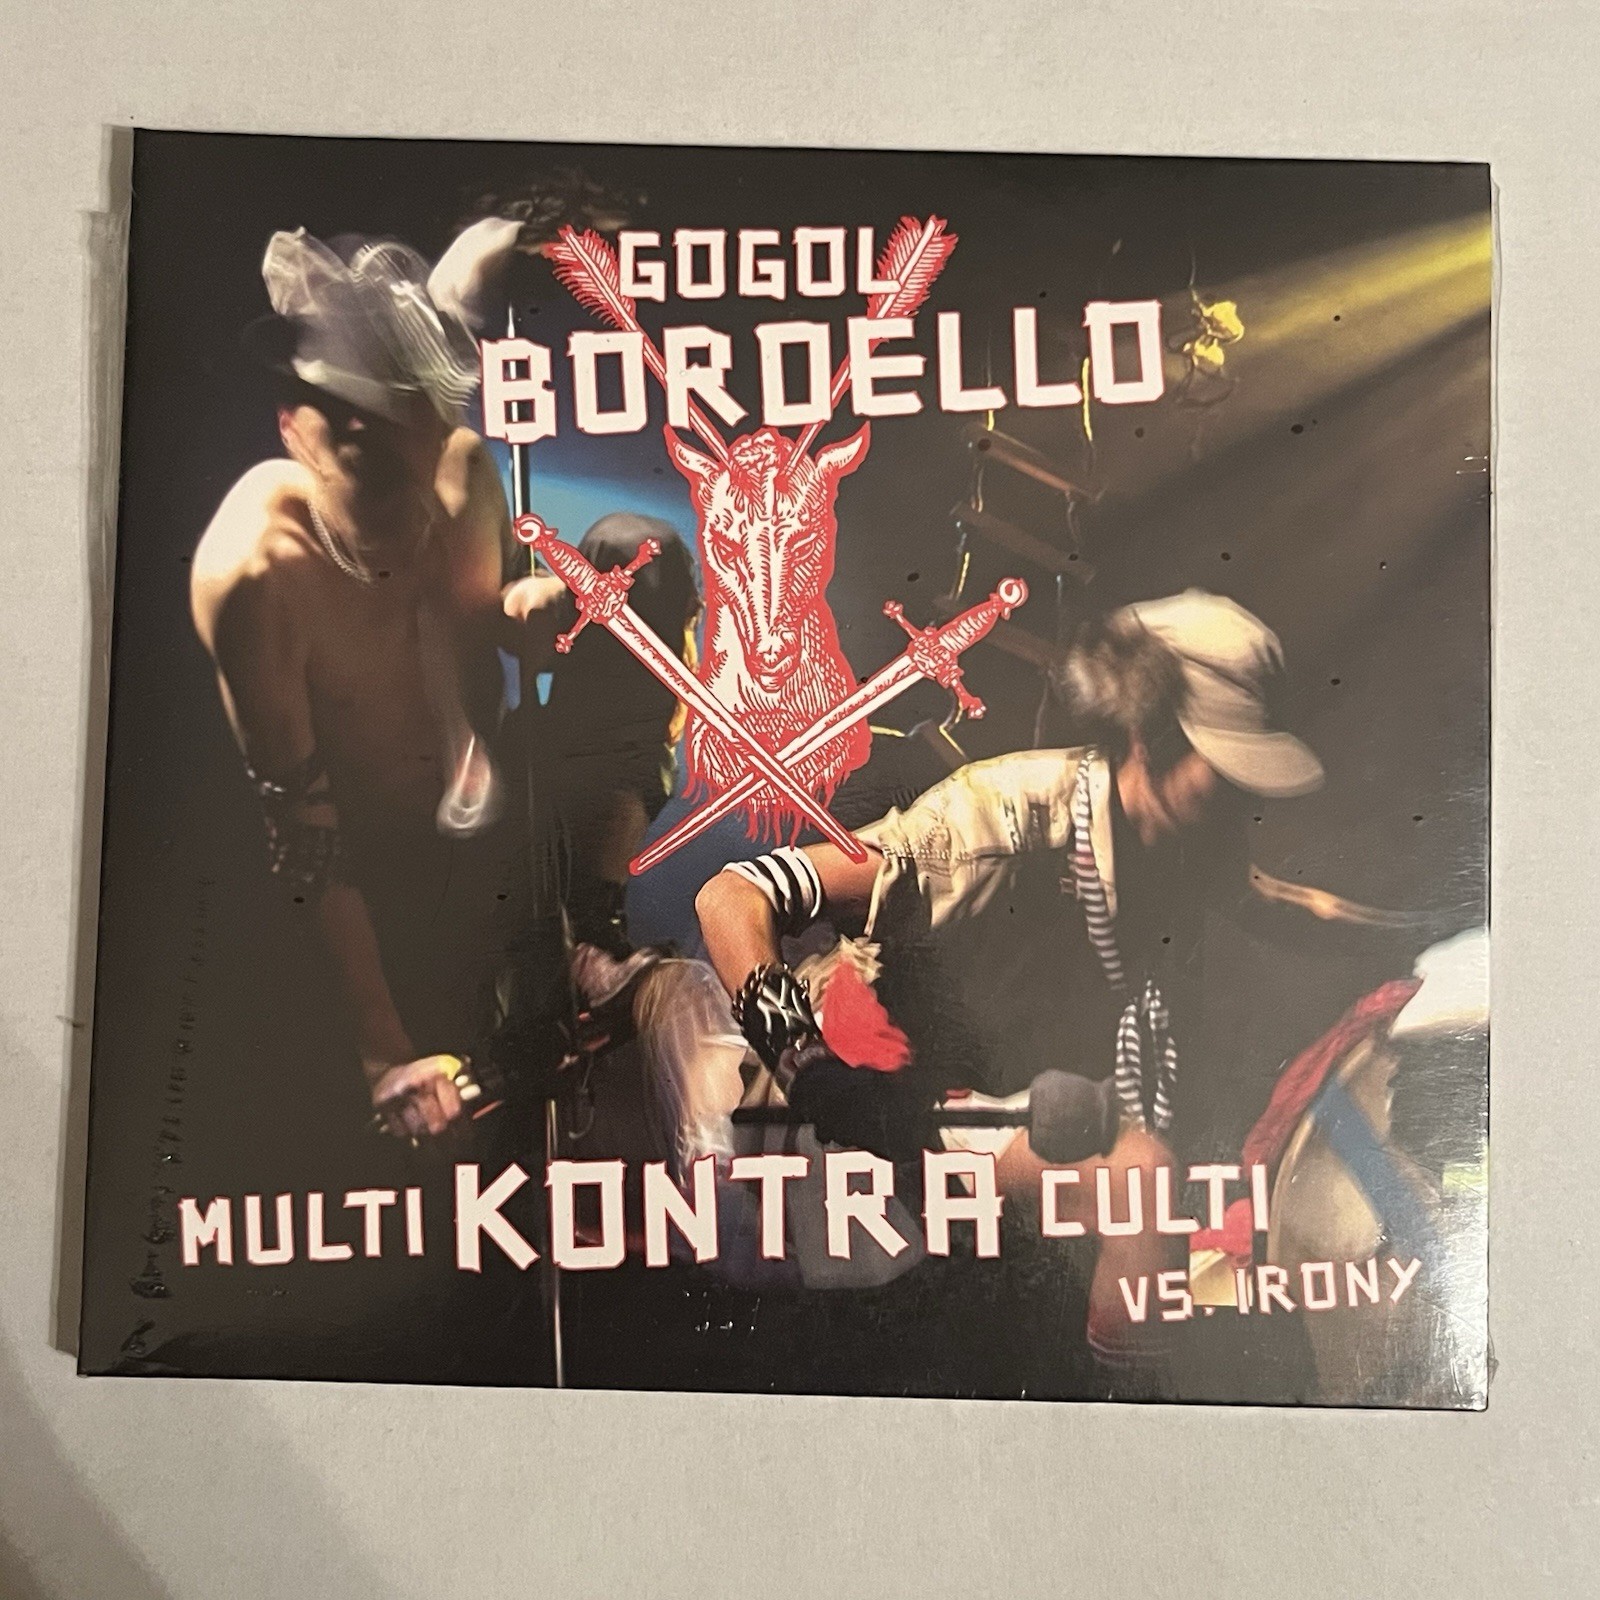 GOGOL
BORDELLO
MULTI KONTRA CULTI
VS. IRONY